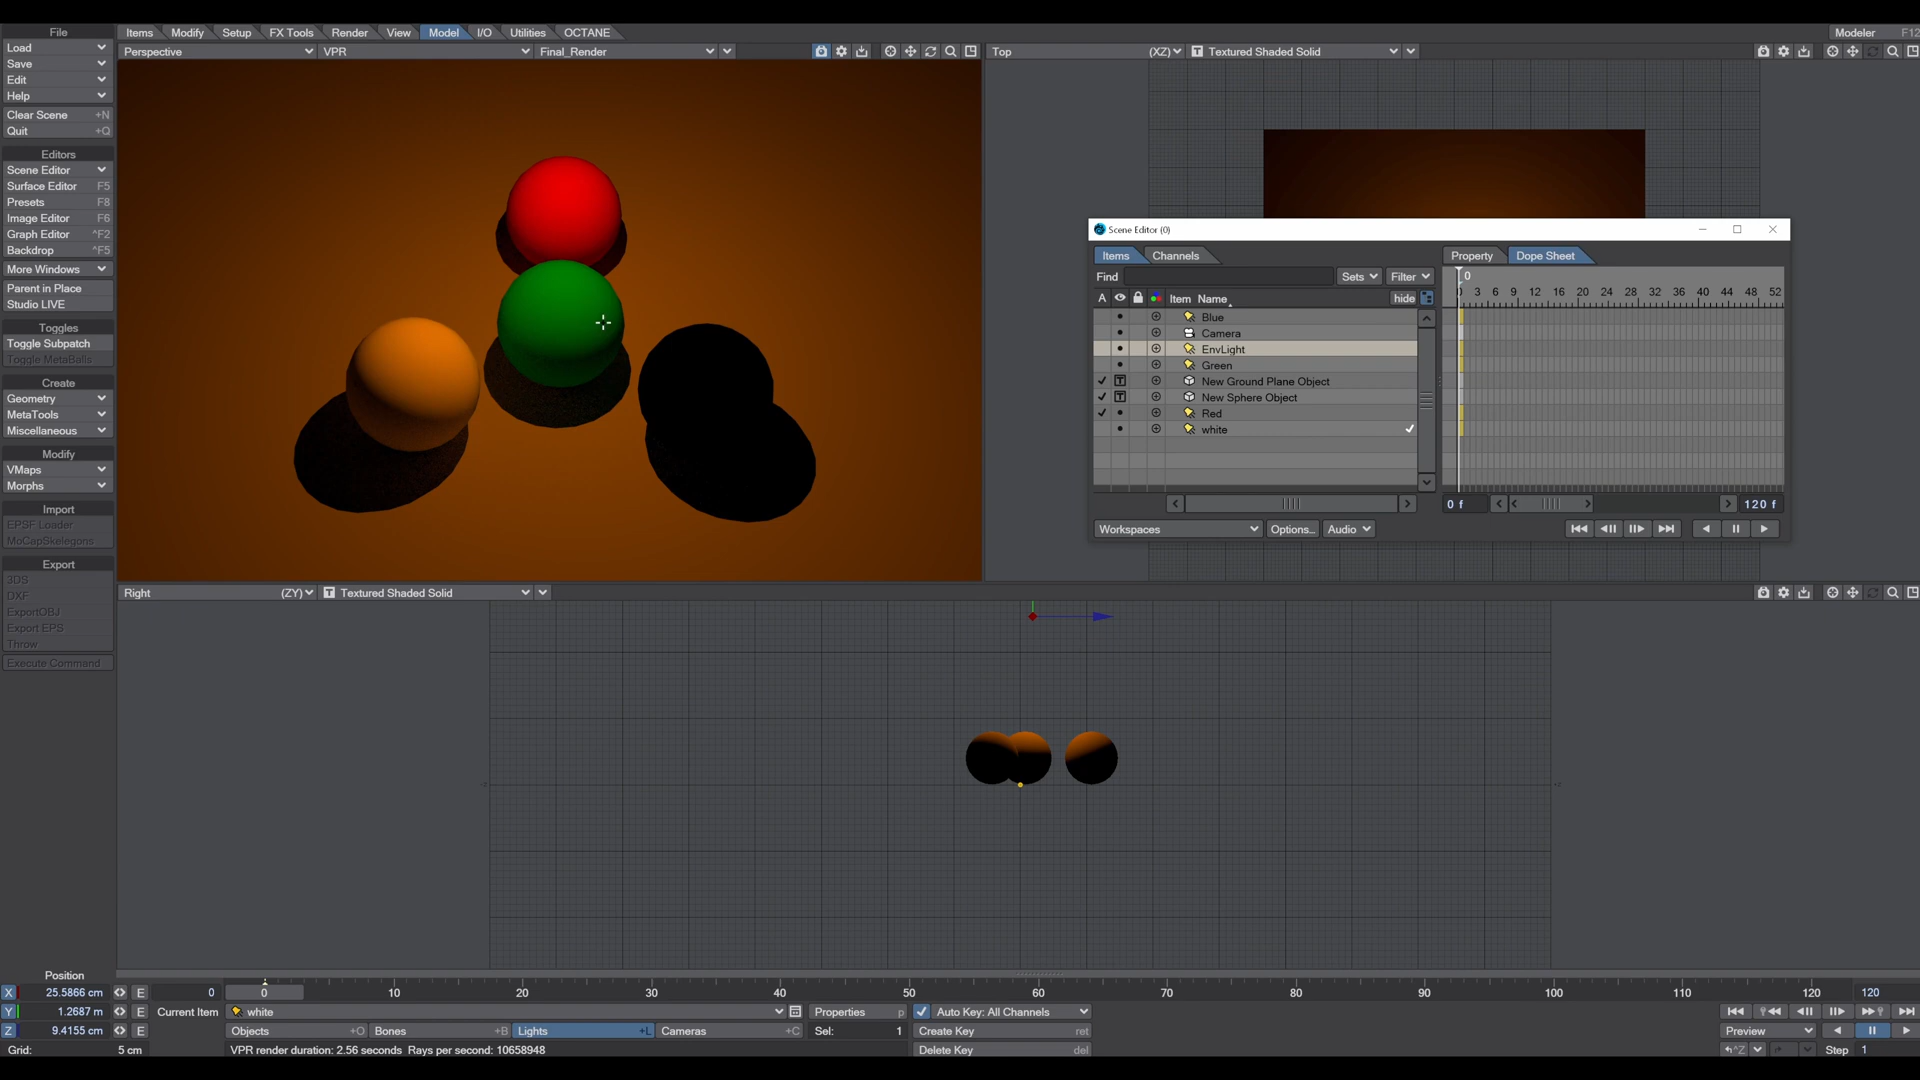 File
Load
Save
Edit
Help
Clear Scene +N
Quit +Q
Editors
Scene Editor
Surface Editor F5
Presets F8
Image Editor F6
Graph Editor ^F2
Backdrop ^F5
More Windows
Parent in Place
Studio LIVE
Toggles
Toggle Subpatch
Toggle MetaBalls
Create
Geometry
MetaTools
Miscellaneous
Modify
VMaps
Morphs
Import
EPSF Loader
MoCapSkelegons
Export
3DS
DXF
ExportOBJ
Export EPS
Throw
Execute Command
Items Modify Setup FX Tools Render View Model I/O Utilities OCTANE
Modeler F12
Perspective VPR Final_Render
Top (XZ) T Textured Shaded Solid
Scene Editor (0)
Items Channels
Find Sets Filter
A Item Name hide
Blue
Camera
EnvLight
Green
T New Ground Plane Object
T New Sphere Object
Red
white
Property Dope Sheet
0
0 3 6 9 12 16 20 24 28 32 36 40 44 48 52
0 f 120 f
Workspaces Options... Audio
Right (ZY) T Textured Shaded Solid
Position
X 25.5866 cm E
Y 1.2687 m E
Z 9.4155 cm E
Grid: 5 cm
0 0 10 20 30 40 50 60 70 80 90 100 110 120 120
Current Item white Properties p Auto Key: All Channels
Objects +O Bones +B Lights +L Cameras +C Sel: 1 Create Key ret Preview
VPR render duration: 2.56 seconds Rays per second: 10658948 Delete Key del ^Z Step 1